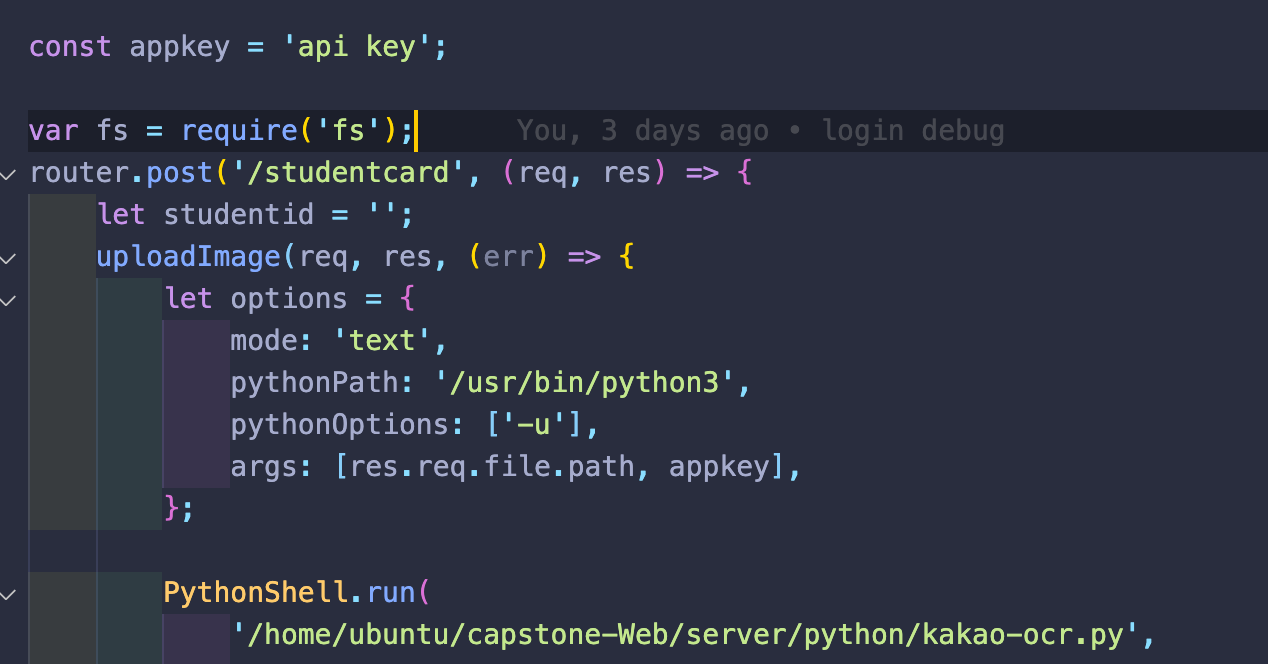 const appkey = 'api key';
var fs = require('fs'); You, 3 days ago • login debug
router.post('/studentcard', (req, res) => {
let studentid = '';
uploadImage(req, res, (err) => {
let options = {
mode: 'text',
pythonPath: '/usr/bin/python3',
pythonOptions: ['-u'],
args: [res.req.file.path, appkey],
};
PythonShell.run(
'/home/ubuntu/capstone-Web/server/python/kakao-ocr.py',